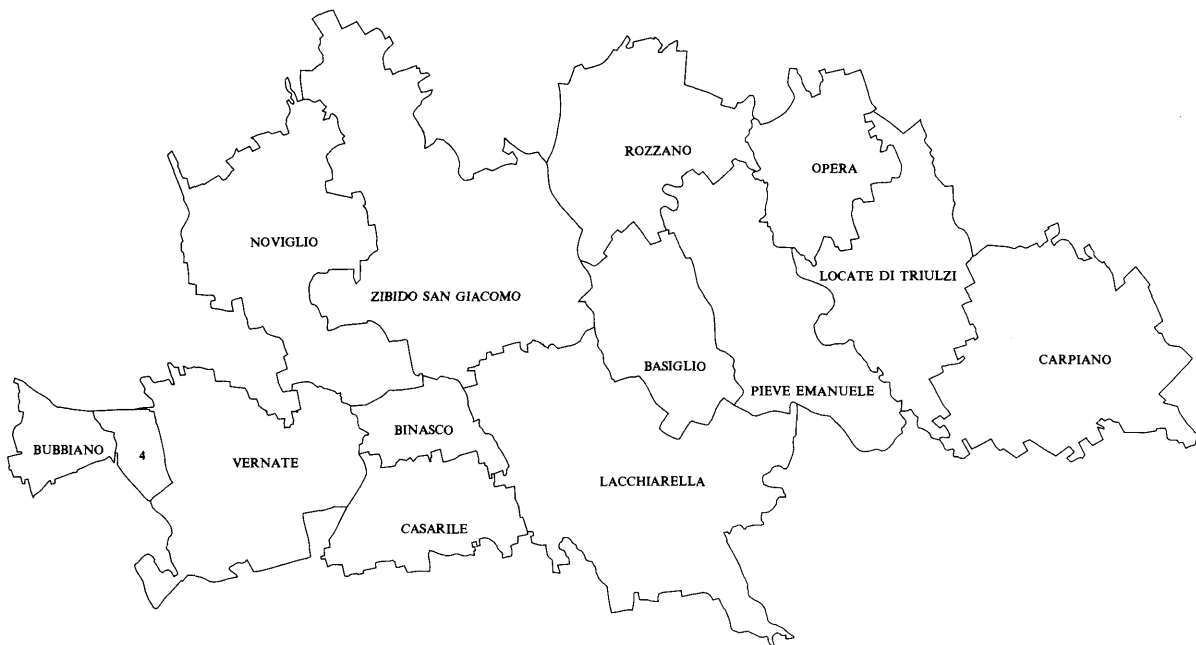 ROZZANO
OPERA
NOVIGLIO
LOCATE DI TRIULZI
ZIBIDO SAN GIACOMO
CARPIANO
BASIGLIO
PIEVE EMANUELE
BINASCO
BUBBIANO
4
VERNATE
LACCHIARELLA
CASARILE